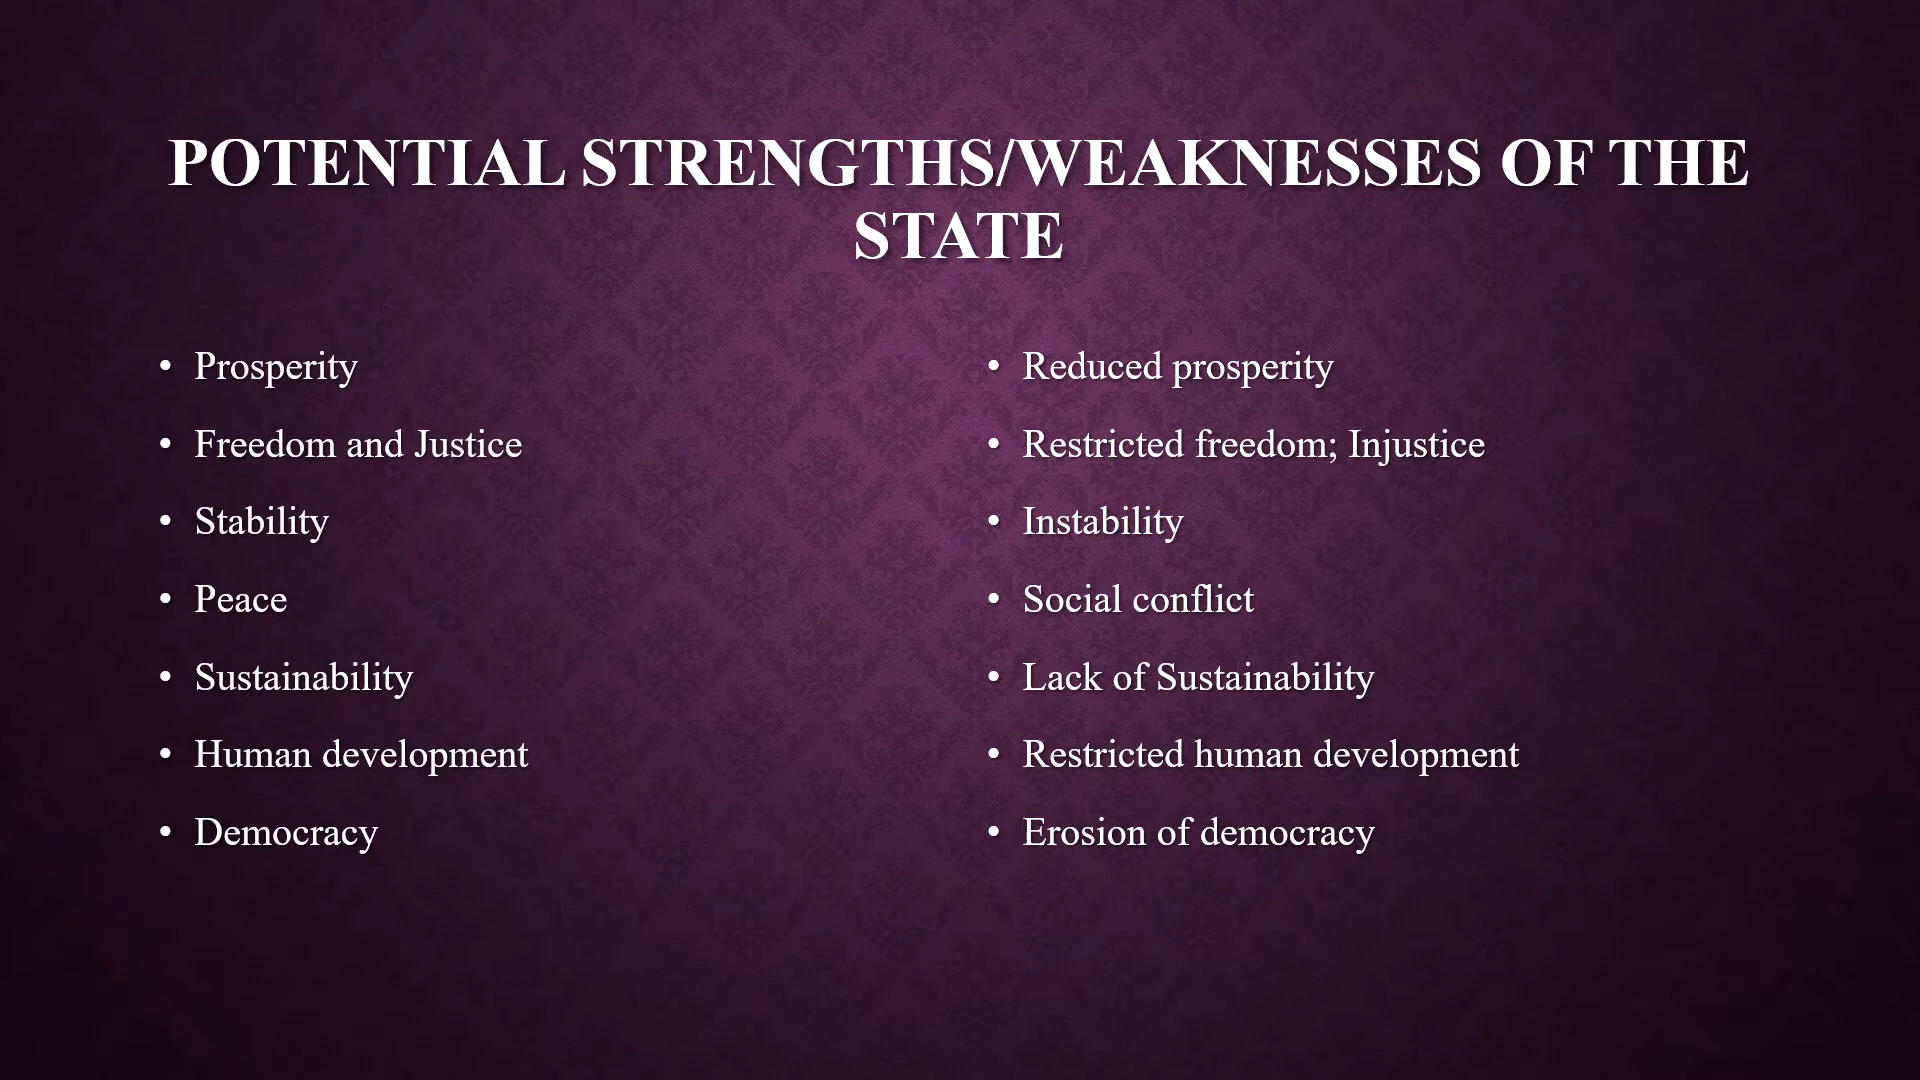 POTENTIAL STRENGTHS/WEAKNESSES OF THE
STATE
• Prosperity
• Freedom and Justice
• Stability
• Peace
• Sustainability
• Human development
• Democracy
• Reduced prosperity
• Restricted freedom; Injustice
• Instability
• Social conflict
• Lack of Sustainability
• Restricted human development
• Erosion of democracy